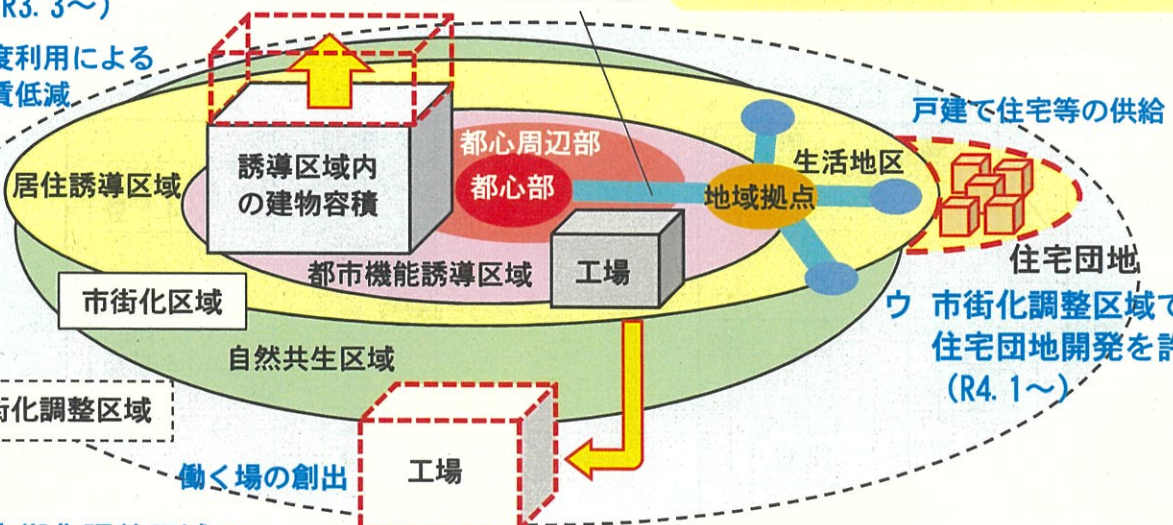 R3.3～)
度利用による
賃低減
戸建て住宅等の供給
都心周辺部
生活地区
誘導区域内
の建物容積
居住誘導区域
都心部
地域拠点
都市機能誘導区域
工場
住宅団地
市街化区域
ウ 市街化調整区域で
住宅団地開発を許
(R4.1～)
自然共生区域
街化調整区域
工場
働く場の創出